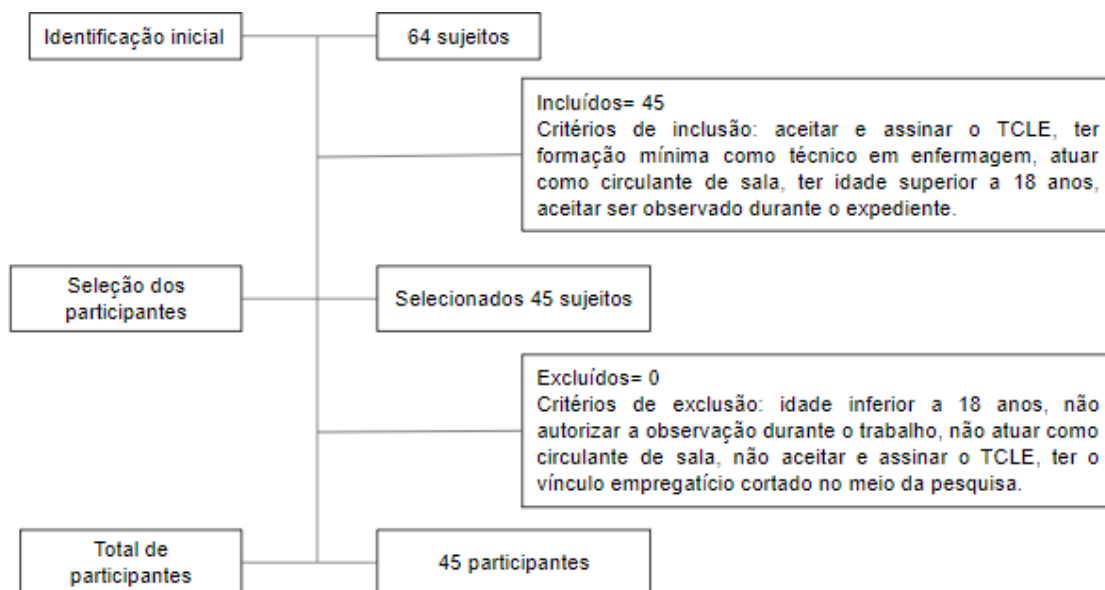 Identificação inicial
64 sujeitos
Incluídos= 45
Critérios de inclusão: aceitar e assinar o TCLE, ter
formação mínima como técnico em enfermagem, atuar
como circulante de sala, ter idade superior a 18 anos,
aceitar ser observado durante o expediente.
Seleção dos
participantes
Selecionados 45 sujeitos
Excluídos= 0
Critérios de exclusão: idade inferior a 18 anos, não
autorizar a observação durante o trabalho, não atuar como
circulante de sala, não aceitar e assinar o TCLE, ter o
vínculo empregatício cortado no meio da pesquisa.
Total de
participantes
45 participantes